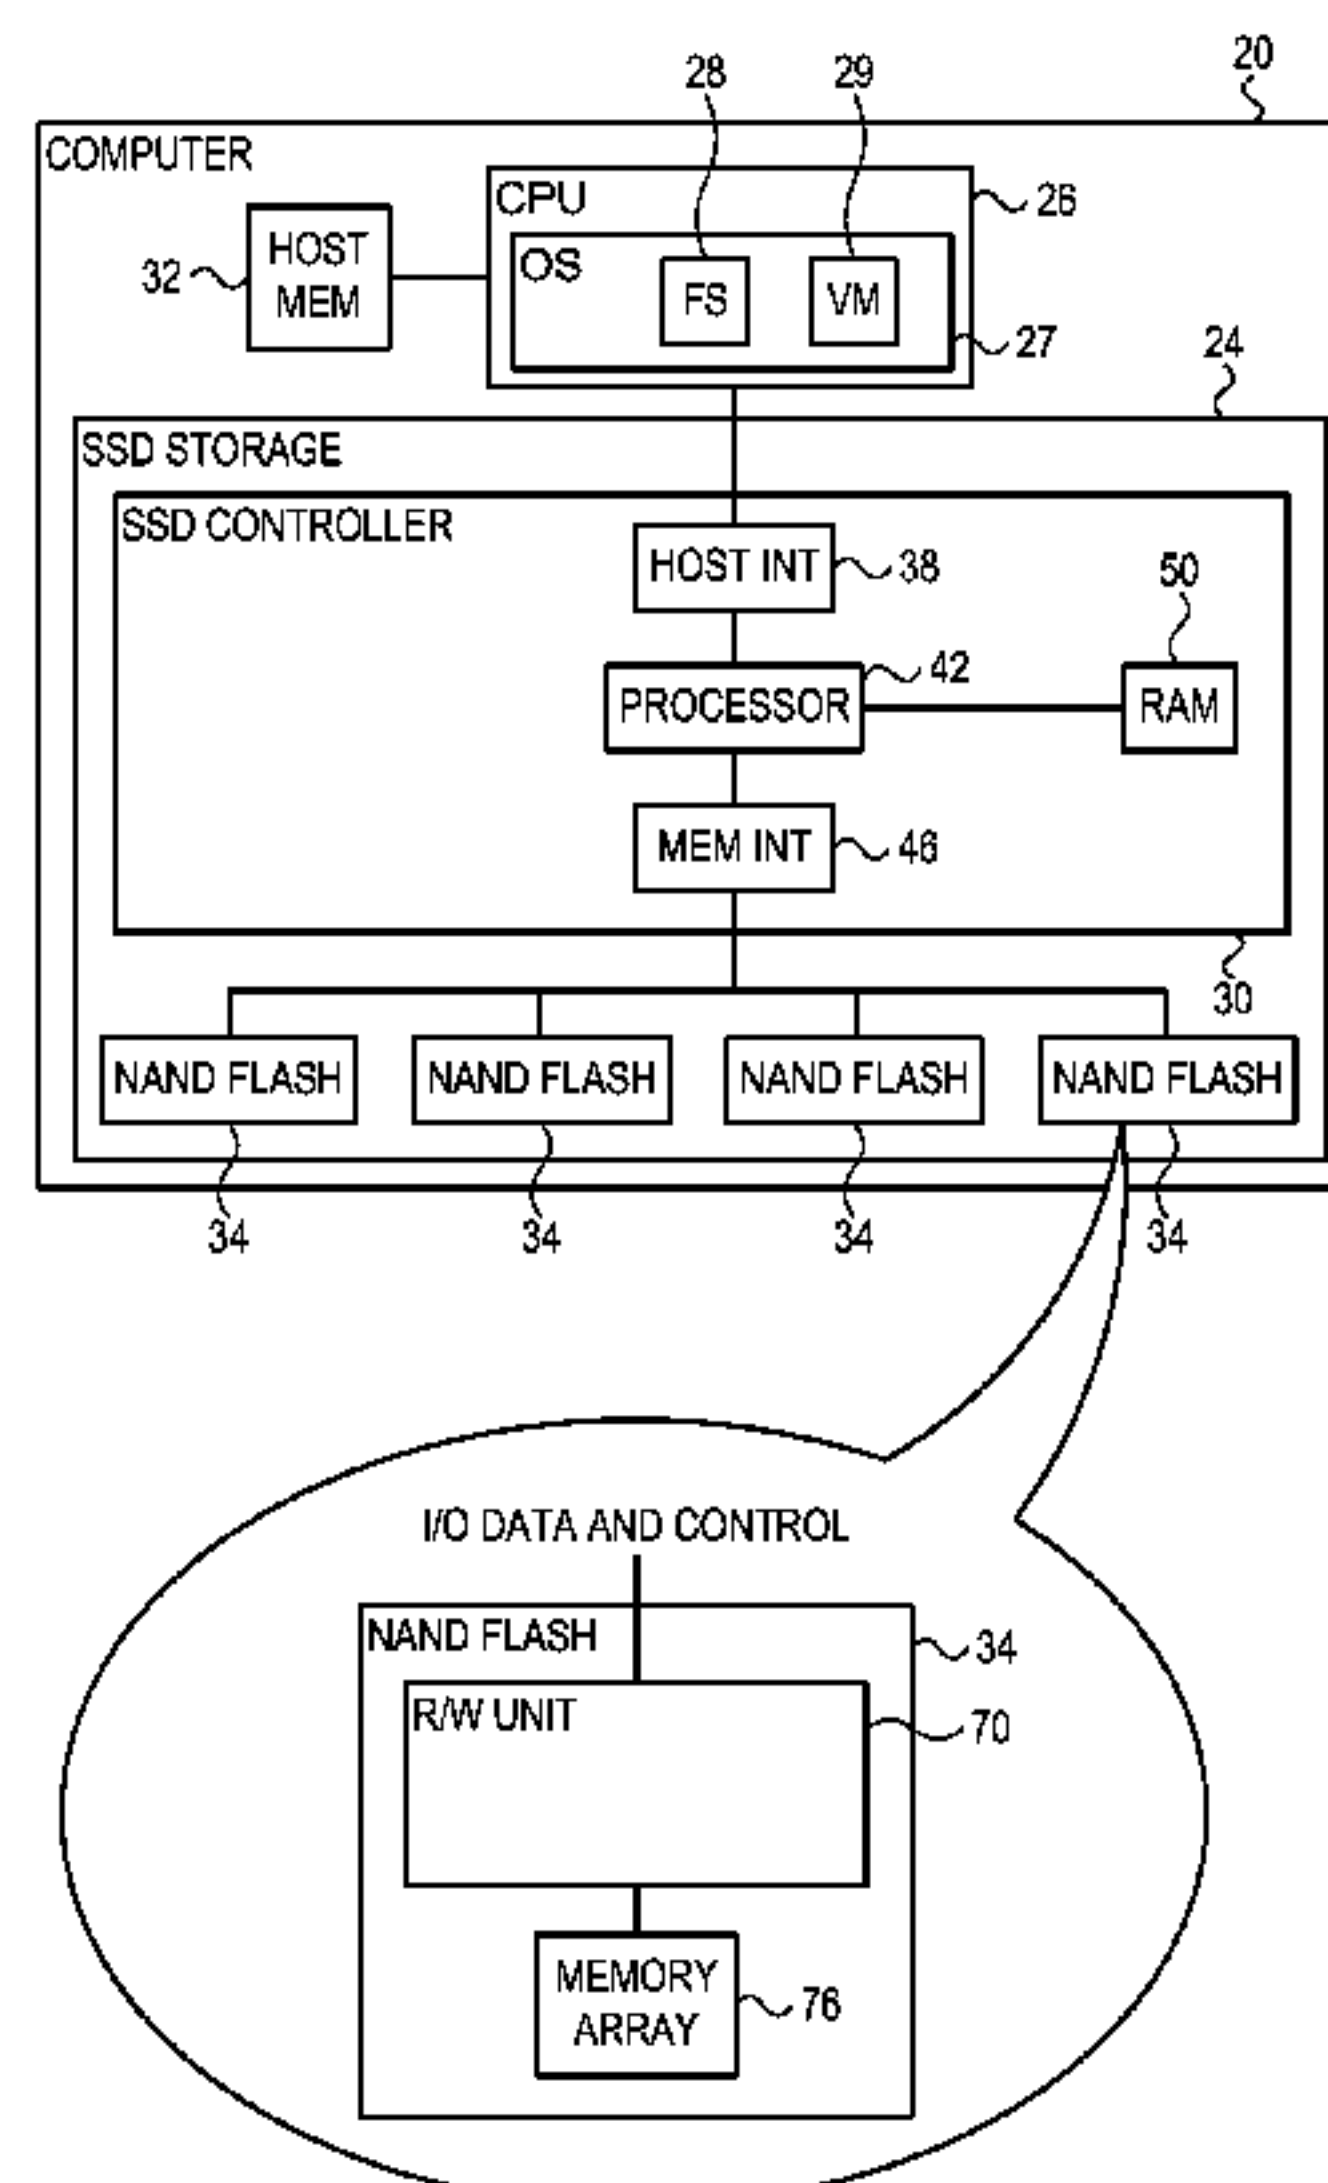 20
28
29
COMPUTER
CPU
26
HOST
MEM
32
OS
FS
VM
27
24
SSD STORAGE
SSD CONTROLLER
HOST INT
38
50
42
PROCESSOR
RAM
MEM INT
46
30
NAND FLASH
NAND FLASH
NAND FLASH
NAND FLASH
34
34
34
34
I/O DATA AND CONTROL
NAND FLASH
34
R/W UNIT
70
MEMORY
ARRAY
76